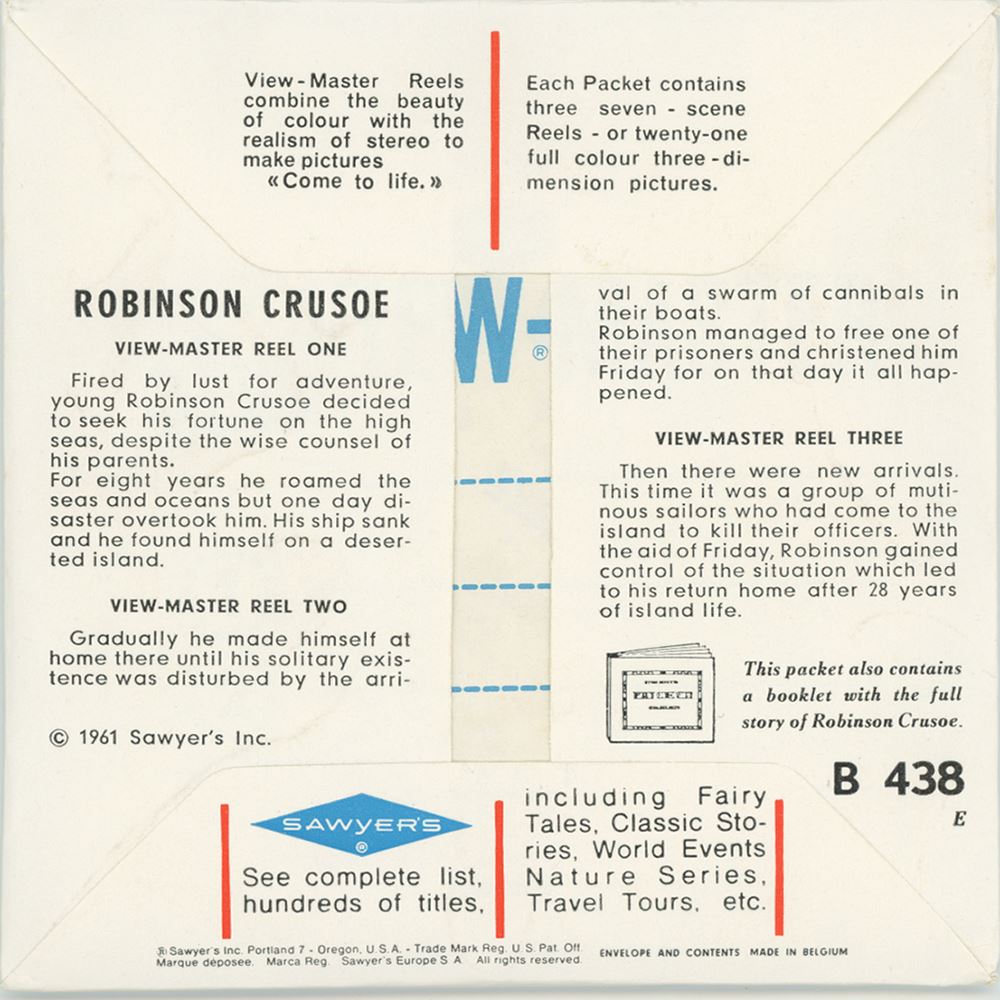 View-Master Reels
combine the beauty
of colour with the
realism of stereo to
make pictures
«Come to life.»
Each Packet contains
three seven - scene
Reels - or twenty-one
full colour three-di-
mension pictures.
W-
®
ROBINSON CRUSOE
VIEW-MASTER REEL ONE
Fired by lust for adventure,
young Robinson Crusoe decided
to seek his fortune on the high
seas, despite the wise counsel of
his parents.
For eight years he roamed the
seas and oceans but one day di-
saster overtook him. His ship sank
and he found himself on a deser-
ted island.
VIEW-MASTER REEL TWO
Gradually he made himself at
home there until his solitary exis-
tence was disturbed by the arri-
© 1961 Sawyer's Inc.
val of a swarm of cannibals in
their boats.
Robinson managed to free one of
their prisoners and christened him
Friday for on that day it all hap-
pened.
VIEW-MASTER REEL THREE
Then there were new arrivals.
This time it was a group of muti-
nous sailors who had come to the
island to kill their officers. With
the aid of Friday, Robinson gained
control of the situation which led
to his return home after 28 years
of island life.
This packet also contains
a booklet with the full
story of Robinson Crusoe.
B 438
E
SAWYER'S
®
See complete list,
hundreds of titles,
including Fairy
Tales, Classic Sto-
ries, World Events
Nature Series,
Travel Tours, etc.
® Sawyer's Inc. Portland 7 - Oregon, U.S.A. - Trade Mark Reg. U.S. Pat. Off.
Marque déposee. Marca Reg. Sawyer's Europe S A All rights reserved.
ENVELOPE AND CONTENTS MADE IN BELGIUM